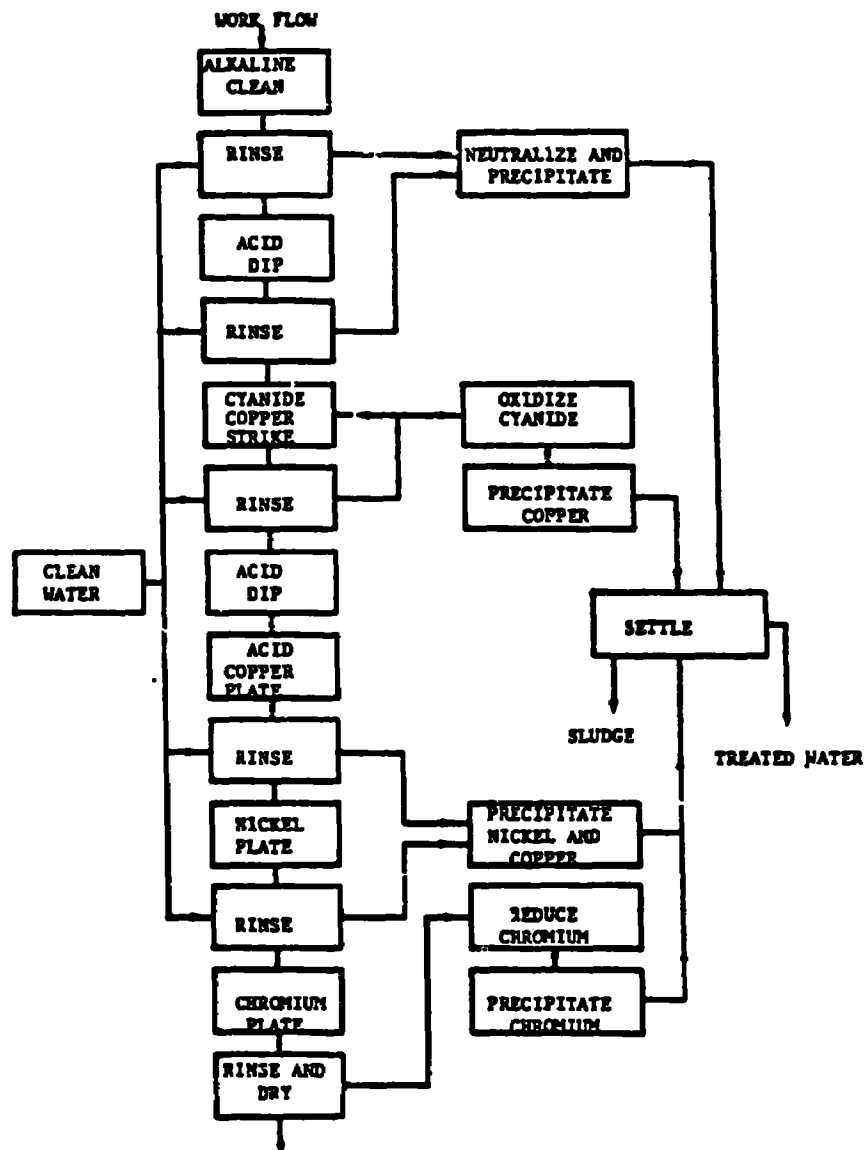 WORK FLOW
ALKALINE
CLEAN
RINSE
NEUTRALIZE AND
PRECIPITATE
ACID
DIP
RINSE
CYANIDE
COPPER
STRIKE
OXIDIZE
CYANIDE
RINSE
PRECIPITATE
COPPER
CLEAN
WATER
ACID
DIP
SETTLE
ACID
COPPER
PLATE
SLUDGE
TREATED WATER
RINSE
NICKEL
PLATE
PRECIPITATE
NICKEL AND
COPPER
RINSE
REDUCE
CHROMIUM
CHROMIUM
PLATE
PRECIPITATE
CHROMIUM
RINSE AND
DRY